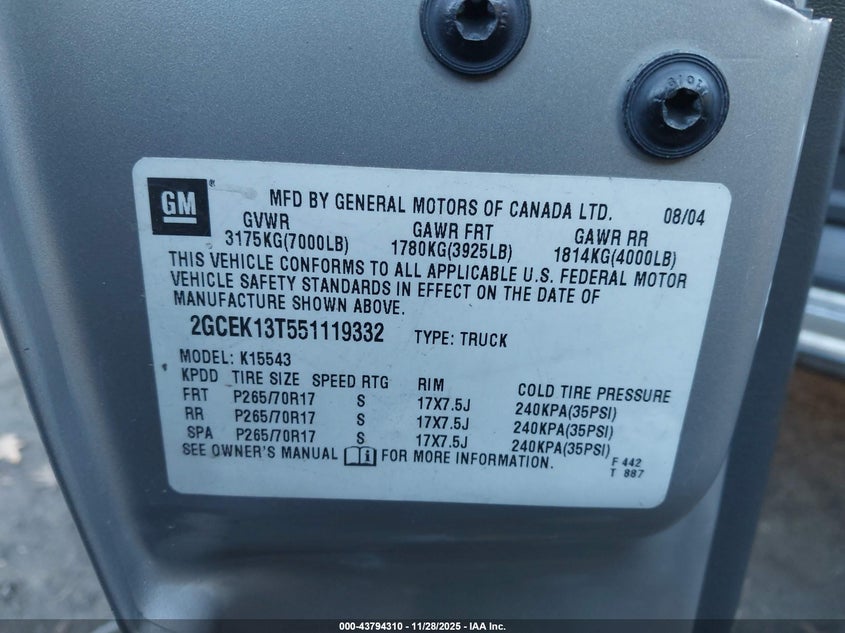 GM
MFD BY GENERAL MOTORS OF CANADA LTD. 08/04
GVWR GAWR FRT GAWR RR
3175KG(7000LB) 1780KG(3925LB) 1814KG(4000LB)
THIS VEHICLE CONFORMS TO ALL APPLICABLE U.S. FEDERAL MOTOR
VEHICLE SAFETY STANDARDS IN EFFECT ON THE DATE OF
MANUFACTURE SHOWN ABOVE.
2GCEK13T551119332 TYPE: TRUCK
MODEL: K15543
KPDD TIRE SIZE SPEED RTG RIM COLD TIRE PRESSURE
FRT P265/70R17 S 17X7.5J 240KPA(35PSI)
RR P265/70R17 S 17X7.5J 240KPA(35PSI)
SPA P265/70R17 S 17X7.5J 240KPA(35PSI)
SEE OWNER'S MANUAL FOR MORE INFORMATION.
F 442
T 887
000-43794310 | 11/28/2025 - IAA Inc.